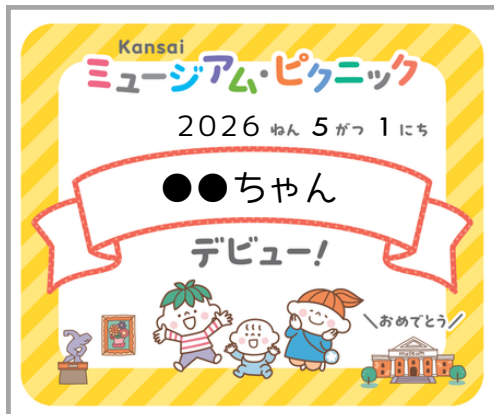 Kansai
ミュージアム・ピクニック
2026 ねん 5 がつ 1 にち
●●ちゃん
デビュー!
\おめでとう/
museum